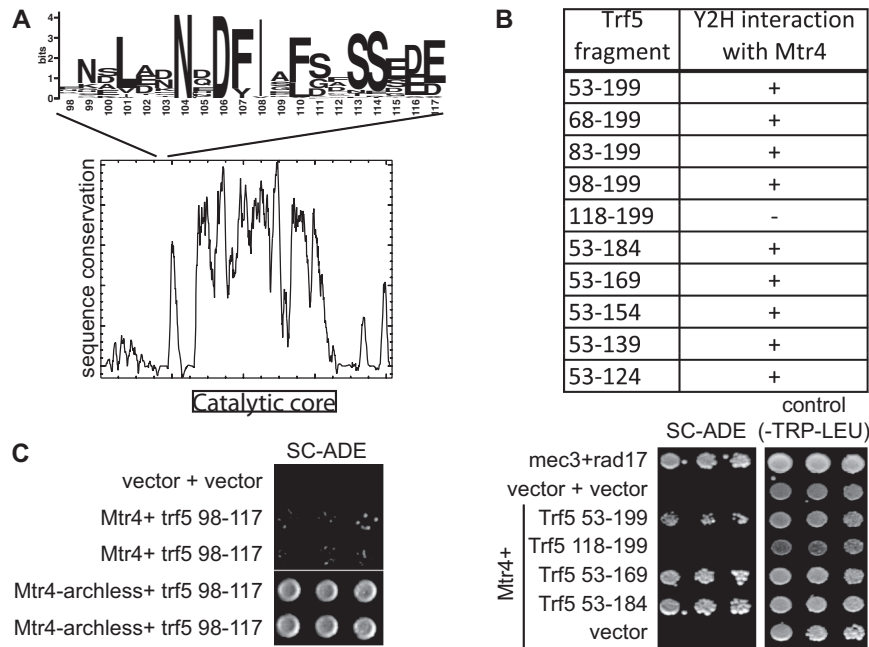 A
bits
4
3
2
1
0
98 99 100 101 102 103 104 105 106 107 108 109 110 111 112 113 114 115 116 117
sequence conservation
Catalytic core
B
Trf5 fragment
Y2H interaction with Mtr4
53-199 +
68-199 +
83-199 +
98-199 +
118-199 -
53-184 +
53-169 +
53-154 +
53-139 +
53-124 +
control
SC-ADE (-TRP-LEU)
mec3+rad17
vector + vector
Mtr4+
Trf5 53-199
Trf5 118-199
Trf5 53-169
Trf5 53-184
vector
C
SC-ADE
vector + vector
Mtr4+ trf5 98-117
Mtr4+ trf5 98-117
Mtr4-archless+ trf5 98-117
Mtr4-archless+ trf5 98-117